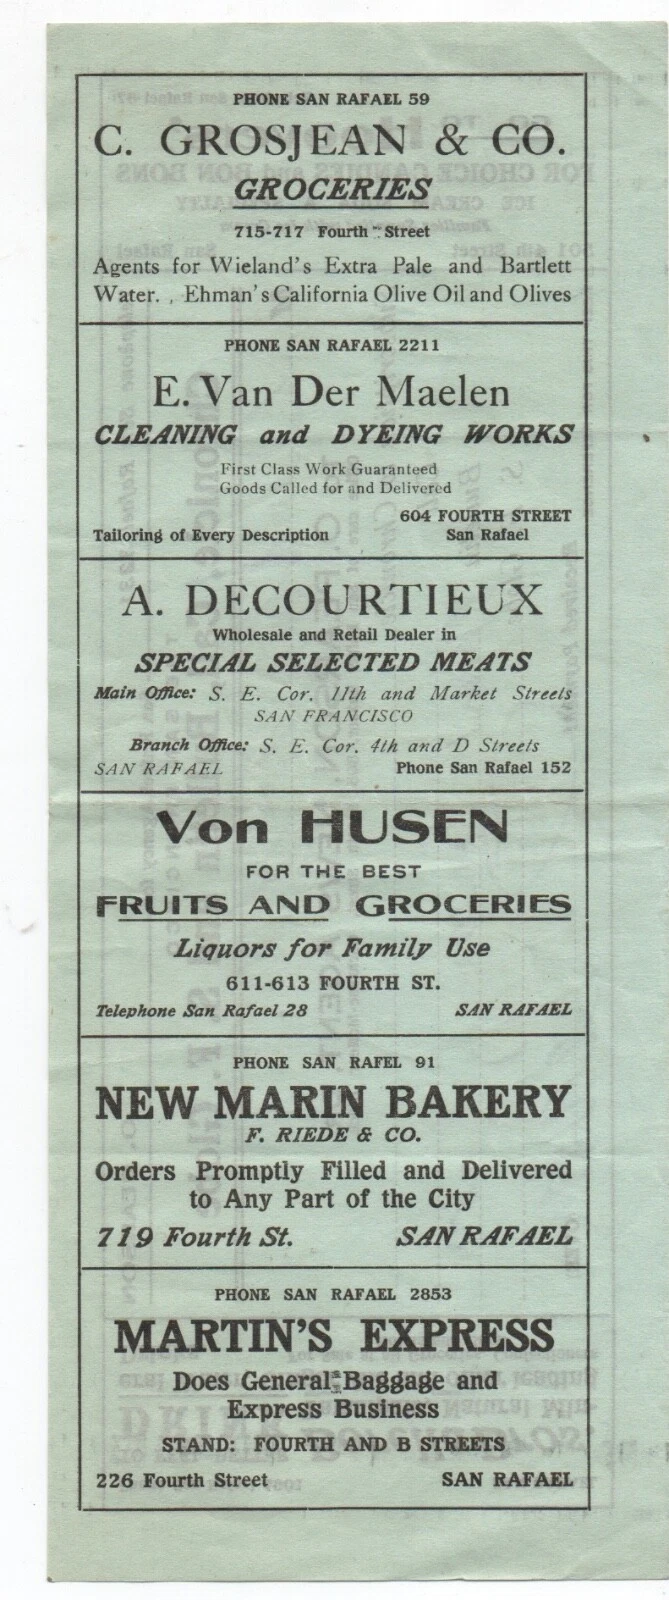 PHONE SAN RAFAEL 59
C. GROSJEAN & CO.
GROCERIES
715-717 Fourth Street
Agents for Wieland's Extra Pale and Bartlett
Water. , Ehman's California Olive Oil and Olives
PHONE SAN RAFAEL 2211
E. Van Der Maelen
CLEANING and DYEING WORKS
First Class Work Guaranteed
Goods Called for and Delivered
604 FOURTH STREET
Tailoring of Every Description San Rafael
A. DECOURTIEUX
Wholesale and Retail Dealer in
SPECIAL SELECTED MEATS
Main Office: S. E. Cor. 11th and Market Streets
SAN FRANCISCO
Branch Office: S. E. Cor. 4th and D Streets
SAN RAFAEL Phone San Rafael 152
Von HUSEN
FOR THE BEST
FRUITS AND GROCERIES
Liquors for Family Use
611-613 FOURTH ST.
Telephone San Rafael 28 SAN RAFAEL
PHONE SAN RAFEL 91
NEW MARIN BAKERY
F. RIEDE & CO.
Orders Promptly Filled and Delivered
to Any Part of the City
719 Fourth St. SAN RAFAEL
PHONE SAN RAFAEL 2853
MARTIN'S EXPRESS
Does General Baggage and
Express Business
STAND: FOURTH AND B STREETS
226 Fourth Street SAN RAFAEL